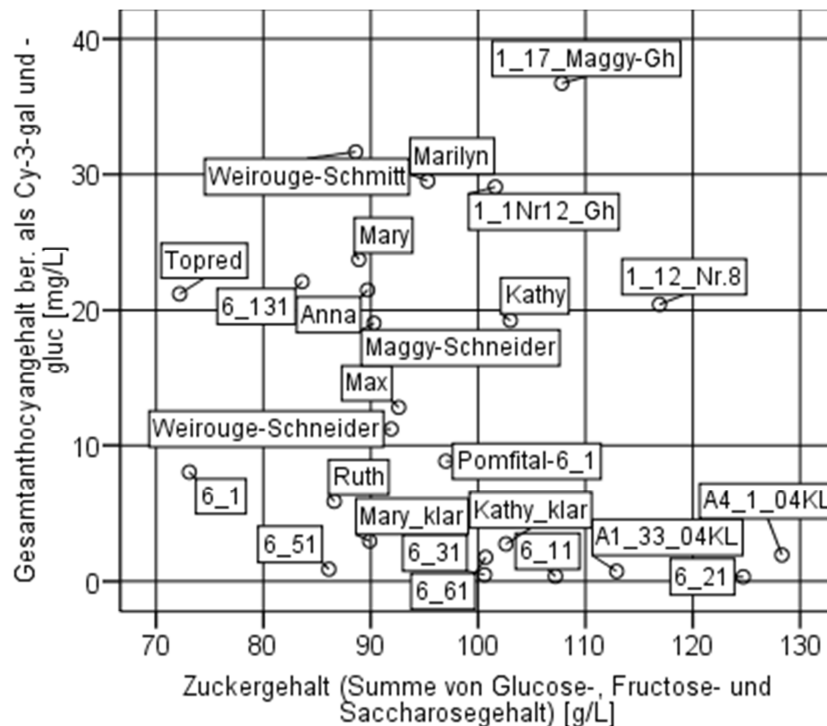 Gesamtanthocyangehalt ber. als Cy-3-gal und -
gluc [mg/L]
40
30
20
10
0
1_17_Maggy-Gh
Marilyn
Weirouge-Schmitt
1_1Nr12_Gh
Mary
Topred
1_12_Nr.8
6_131
Anna
Kathy
Maggy-Schneider
Max
Weirouge-Schneider
Pomfital-6_1
Ruth
6_1
A4_1_04KL
Mary_klar
Kathy_klar
A1_33_04KL
6_51
6_31
6_11
6_21
6_61
70 80 90 100 110 120 130
Zuckergehalt (Summe von Glucose-, Fructose- und
Saccharosegehalt) [g/L]